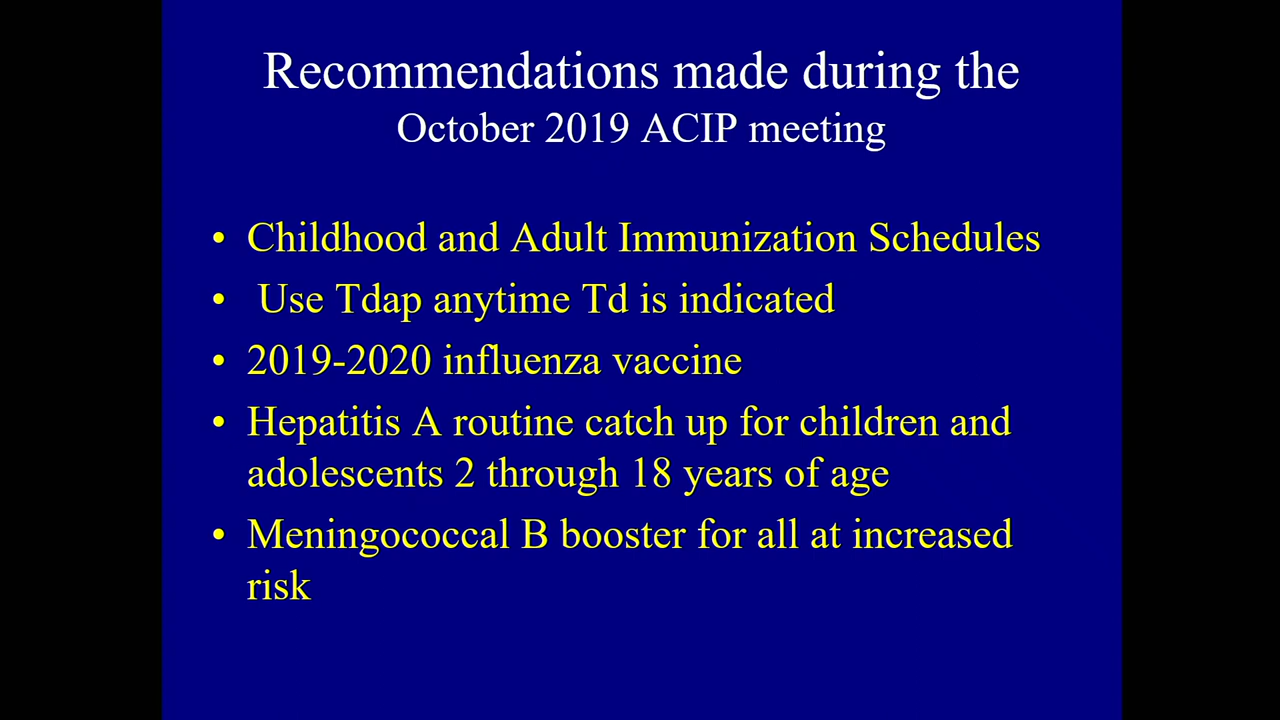 Recommendations made during the
October 2019 ACIP meeting
• Childhood and Adult Immunization Schedules
• Use Tdap anytime Td is indicated
• 2019-2020 influenza vaccine
• Hepatitis A routine catch up for children and
adolescents 2 through 18 years of age
• Meningococcal B booster for all at increased
risk